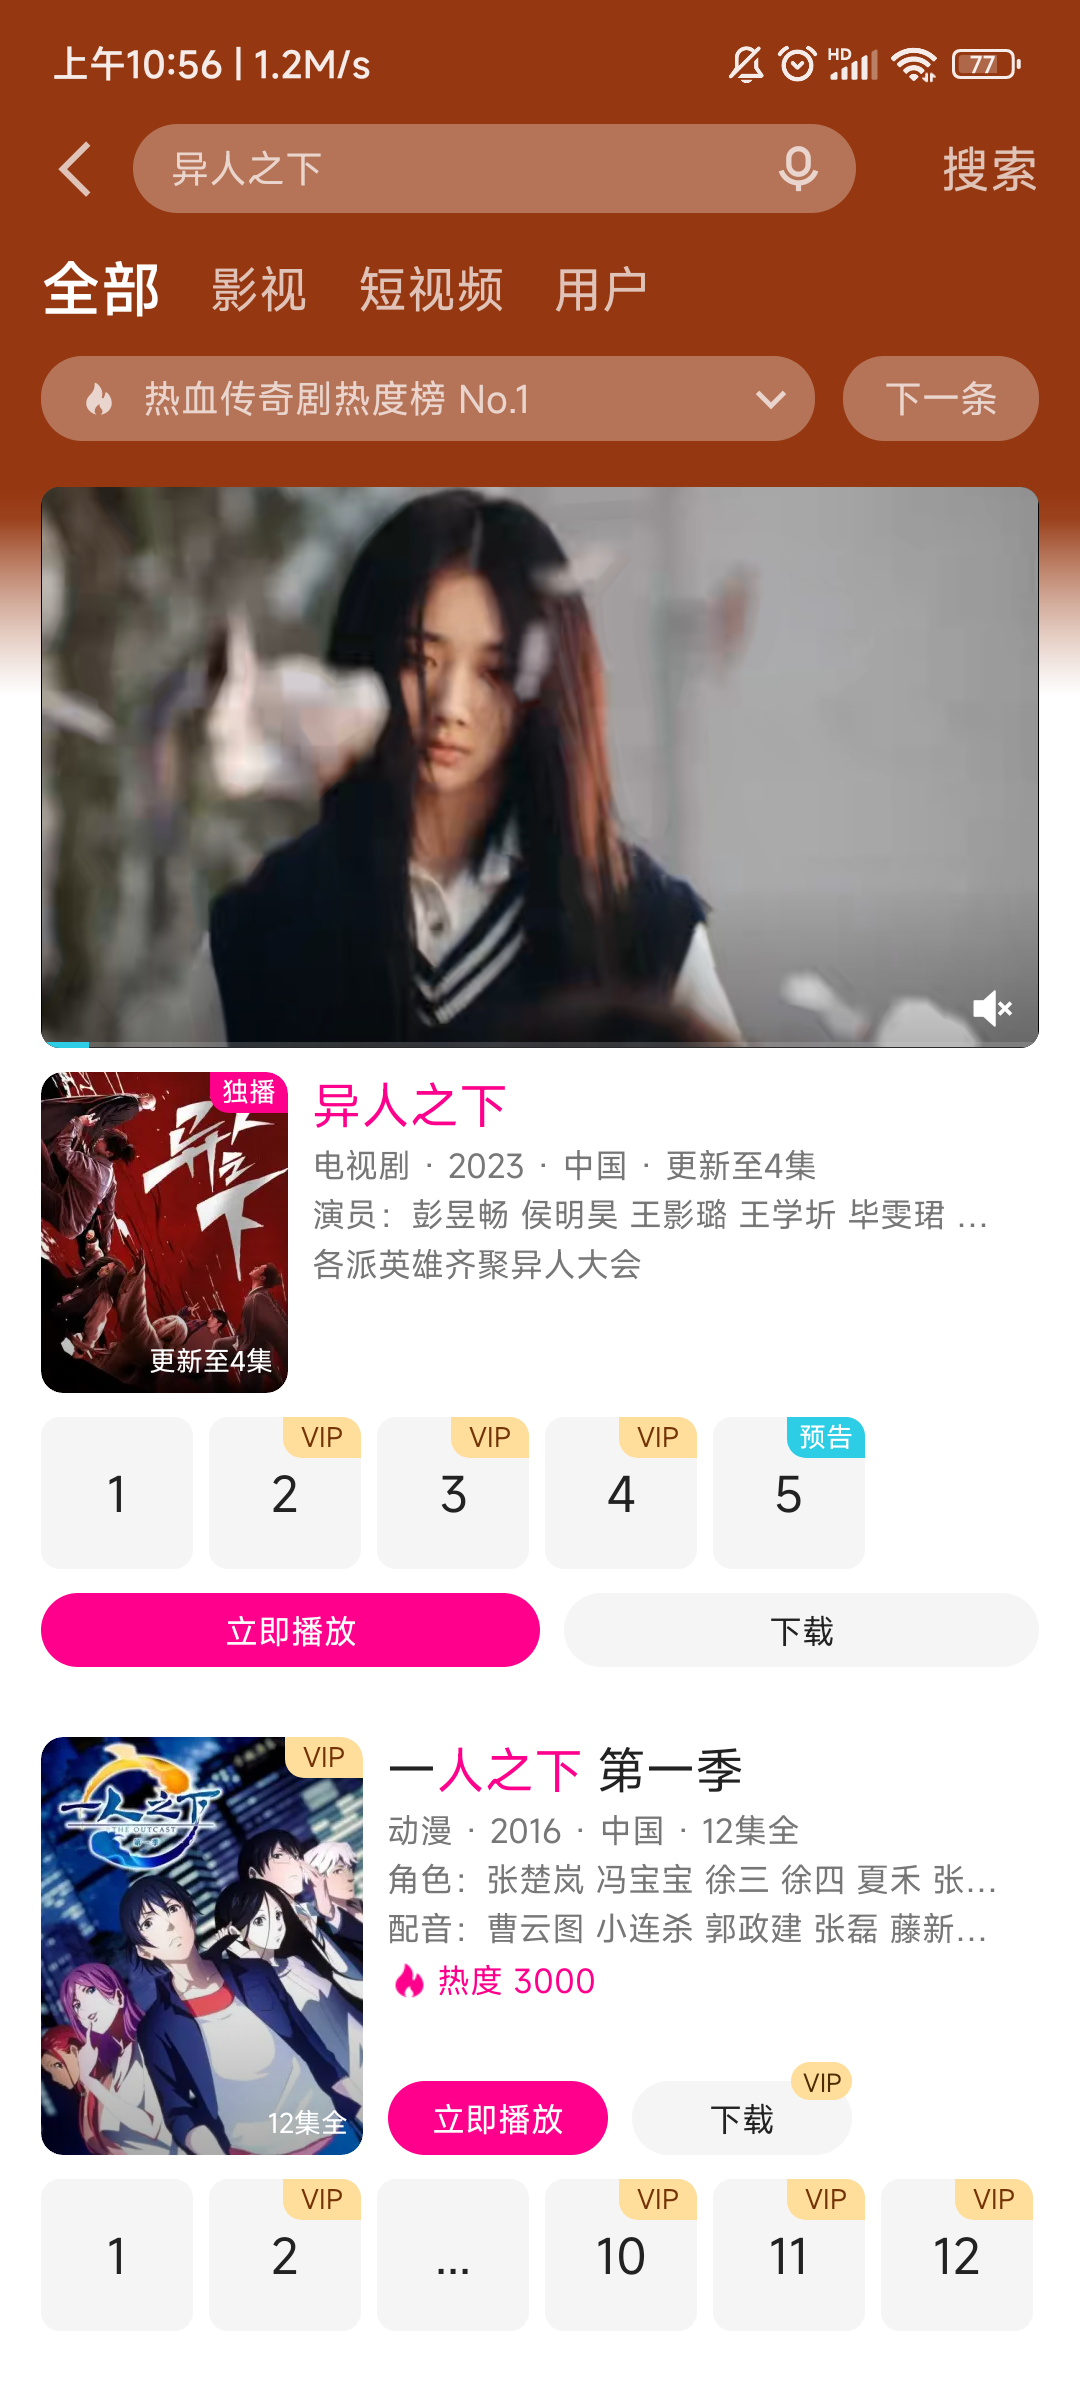 上午10:56 | 1.2M/s
HD
77
异人之下
搜索
全部 影视 短视频 用户
热血传奇剧热度榜 No.1
下一条
独播
异人之下
更新至4集
异人之下
电视剧 · 2023 · 中国 · 更新至4集
演员：彭昱畅 侯明昊 王影璐 王学圻 毕雯珺 ...
各派英雄齐聚异人大会
1
VIP
2
VIP
3
VIP
4
预告
5
立即播放
下载
VIP
一人之下
THE OUTCAST
第一季
12集全
一人之下 第一季
动漫 · 2016 · 中国 · 12集全
角色：张楚岚 冯宝宝 徐三 徐四 夏禾 张...
配音：曹云图 小连杀 郭政建 张磊 藤新...
热度 3000
立即播放
VIP
下载
1
VIP
2
...
VIP
10
VIP
11
VIP
12